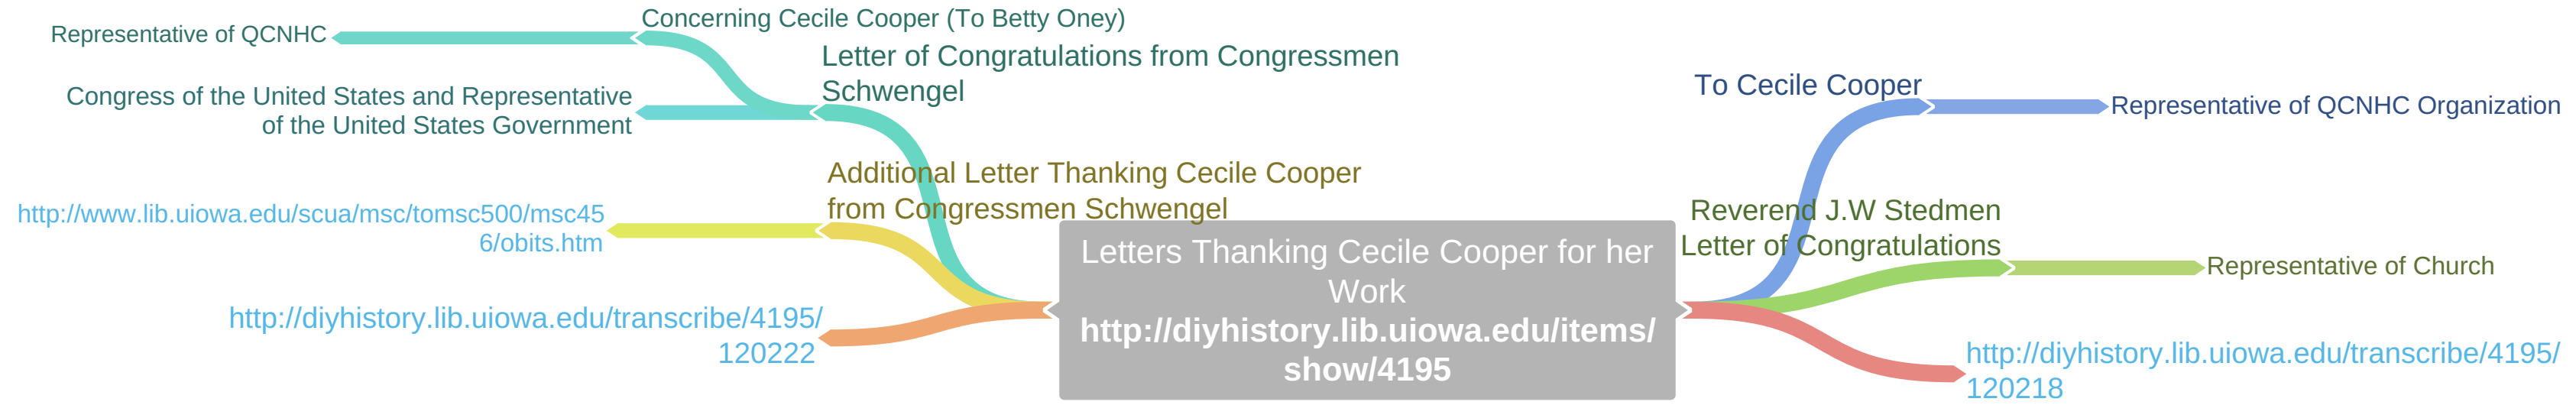 Concerning Cecile Cooper (To Betty Oney)
Representative of QCNHC
Letter of Congratulations from Congressmen
Schwengel
Congress of the United States and Representative
of the United States Government
Additional Letter Thanking Cecile Cooper
from Congressmen Schwengel
http://www.lib.uiowa.edu/scua/msc/tomsc500/msc45
6/obits.htm
http://diyhistory.lib.uiowa.edu/transcribe/4195/
120222
Letters Thanking Cecile Cooper for her
Work
http://diyhistory.lib.uiowa.edu/items/
show/4195
To Cecile Cooper
Representative of QCNHC Organization
Reverend J.W Stedmen
Letter of Congratulations
Representative of Church
http://diyhistory.lib.uiowa.edu/transcribe/4195/
120218